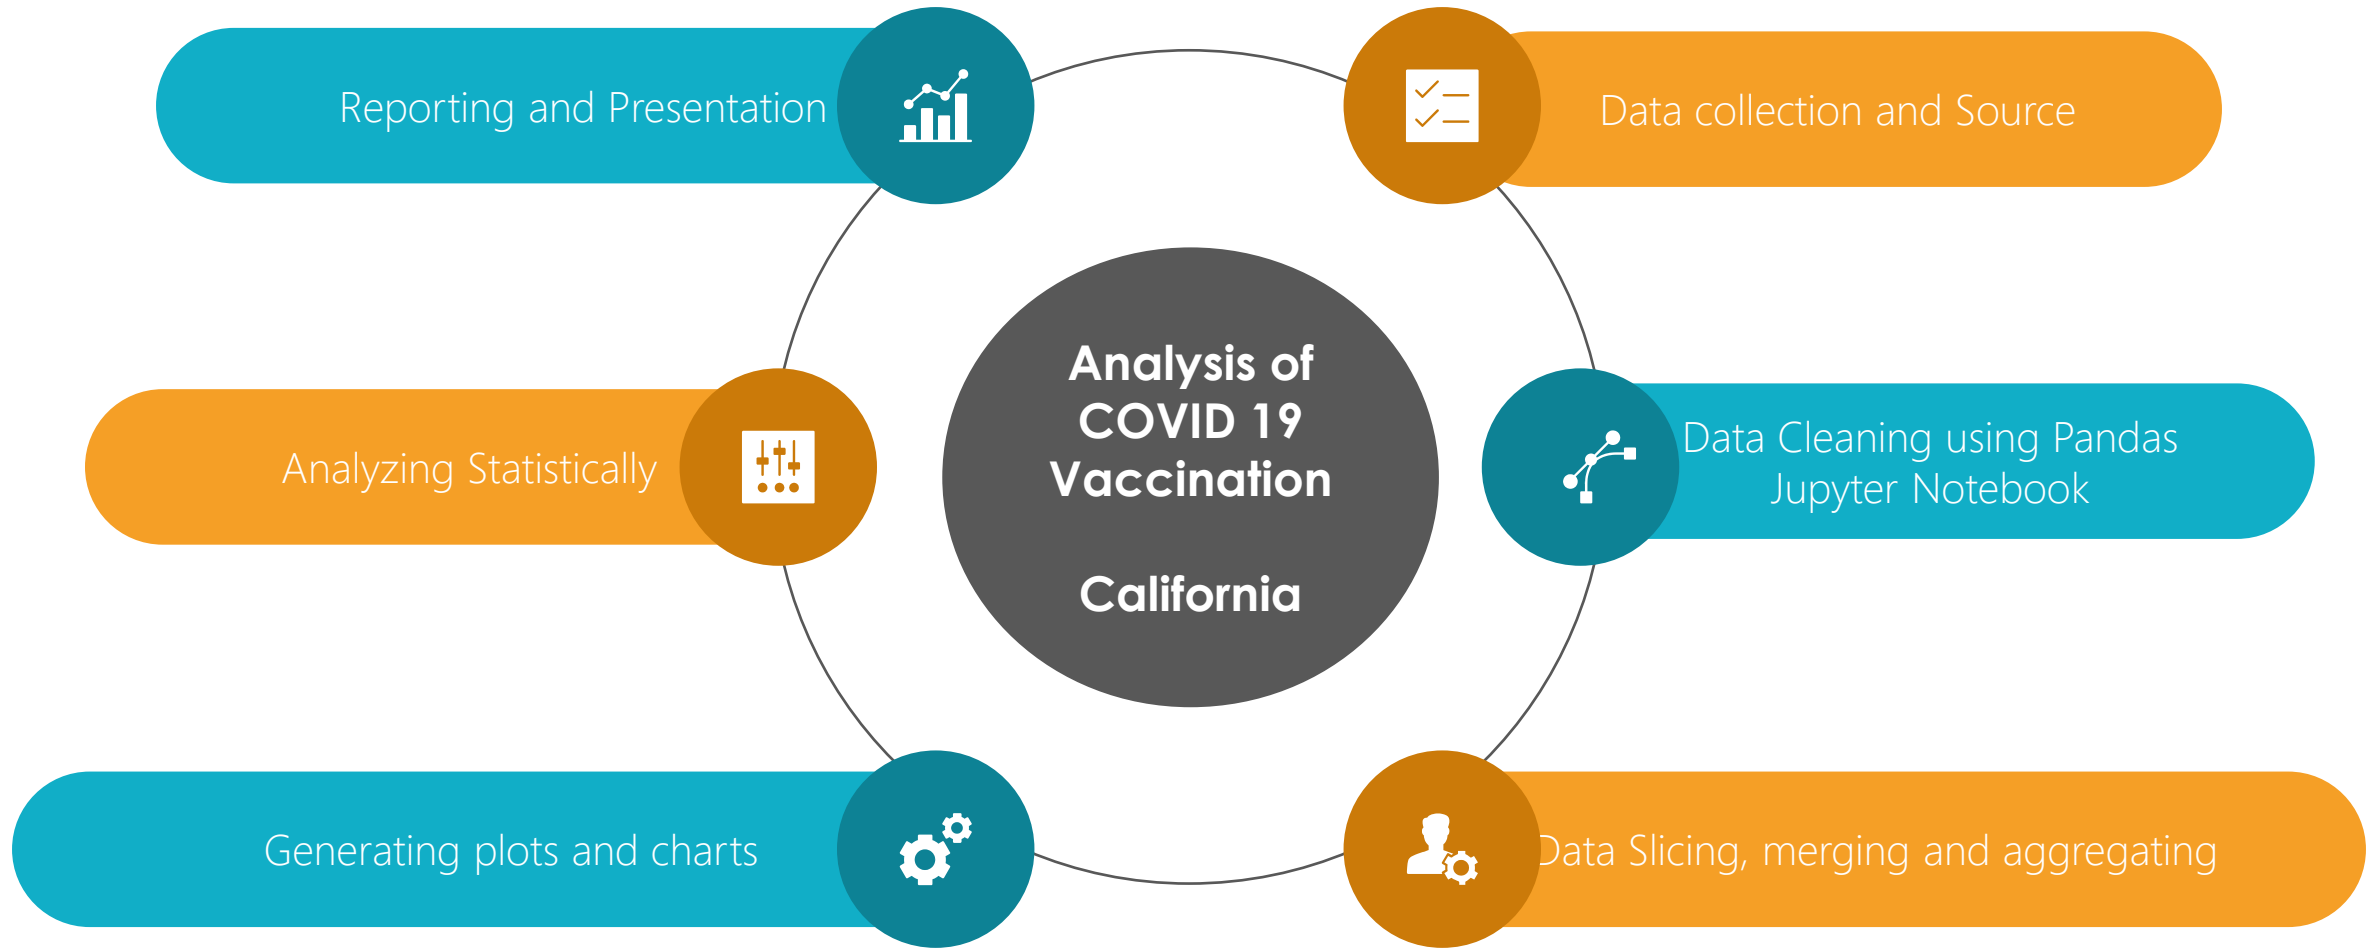 Reporting and Presentation
Data collection and Source
Analysis of
COVID 19
Vaccination
California
Analyzing Statistically
Data Cleaning using Pandas
Jupyter Notebook
Generating plots and charts
Data Slicing, merging and aggregating